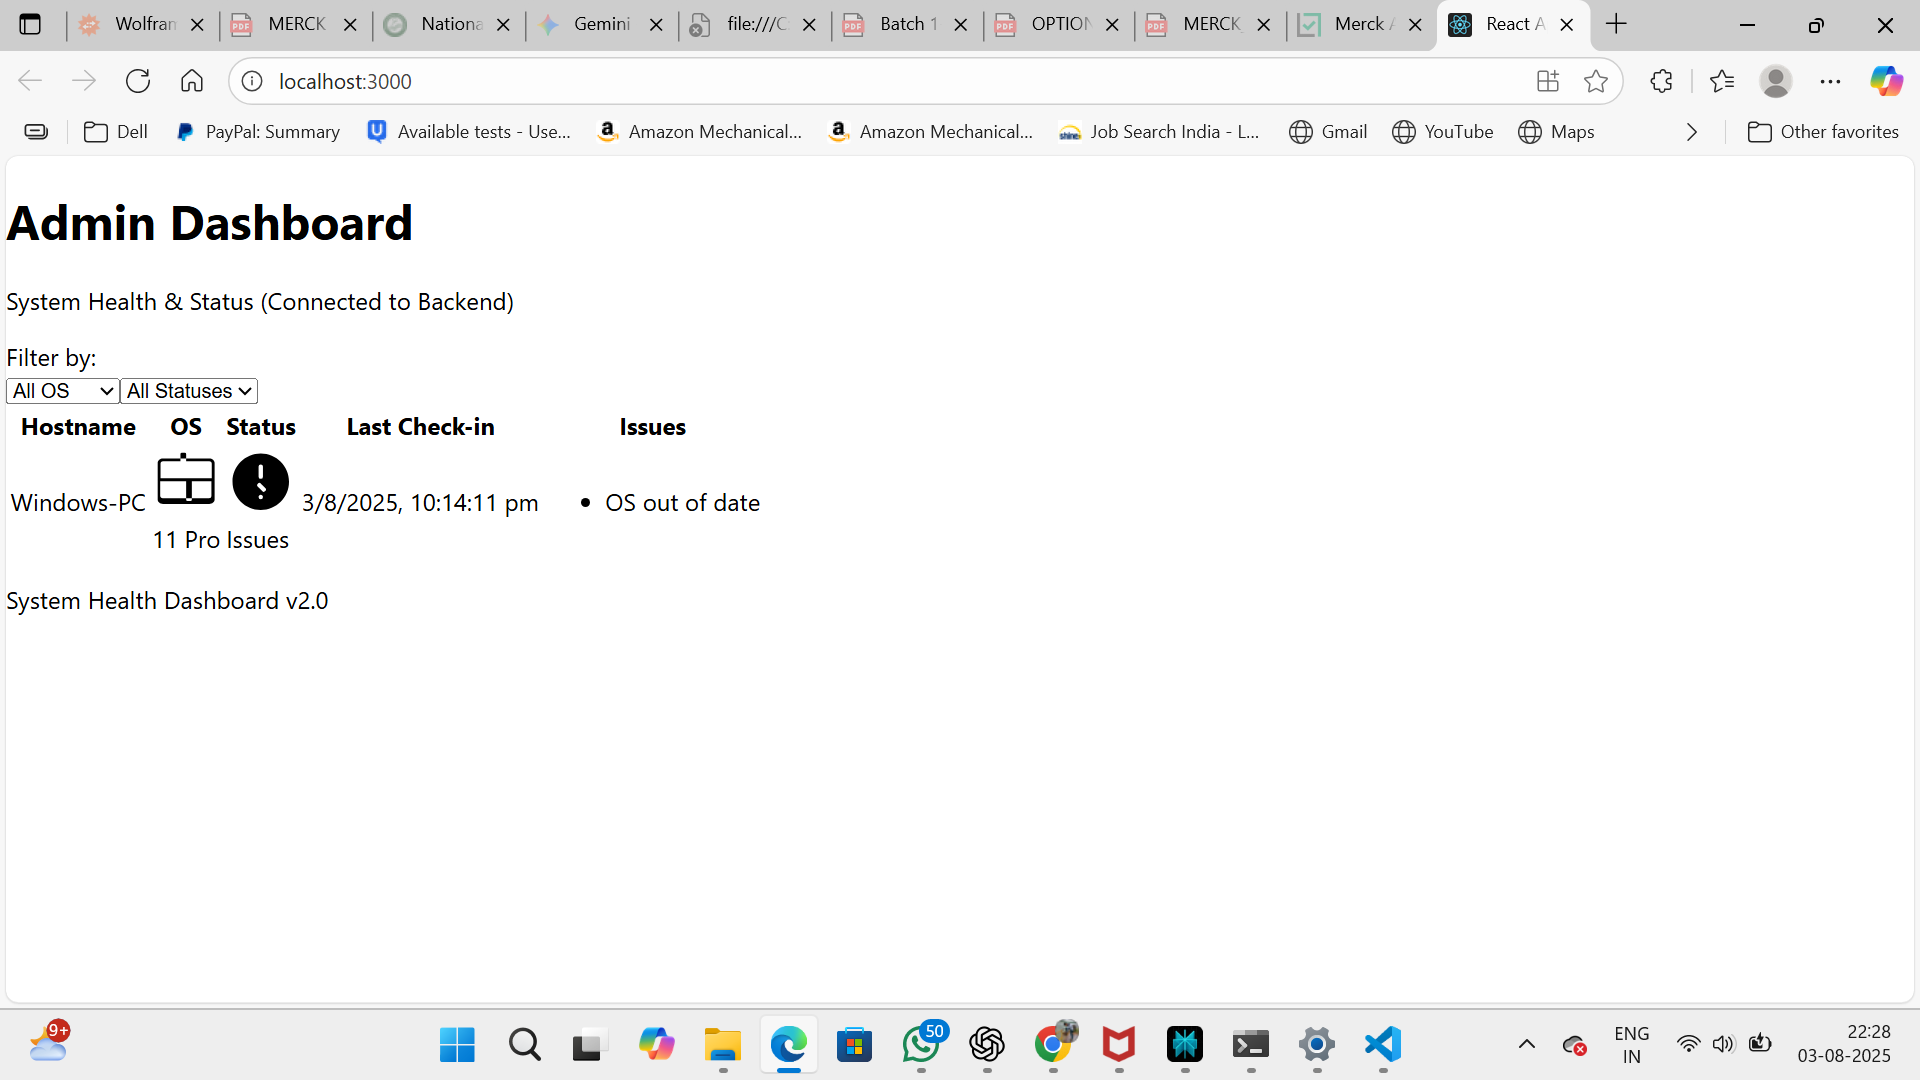 Wolfran
MERCK
Nationa
Gemini
file:///C:
Batch 1
OPTION
MERCK_
Merck A
React A
localhost:3000
Dell
PayPal: Summary
Available tests - Use...
Amazon Mechanical...
Amazon Mechanical...
Job Search India - L...
Gmail
YouTube
Maps
Other favorites
Admin Dashboard
System Health & Status (Connected to Backend)
Filter by:
All OS All Statuses
Hostname OS Status Last Check-in Issues
Windows-PC 3/8/2025, 10:14:11 pm • OS out of date
11 Pro Issues
System Health Dashboard v2.0
9+
50
ENG
IN
22:28
03-08-2025